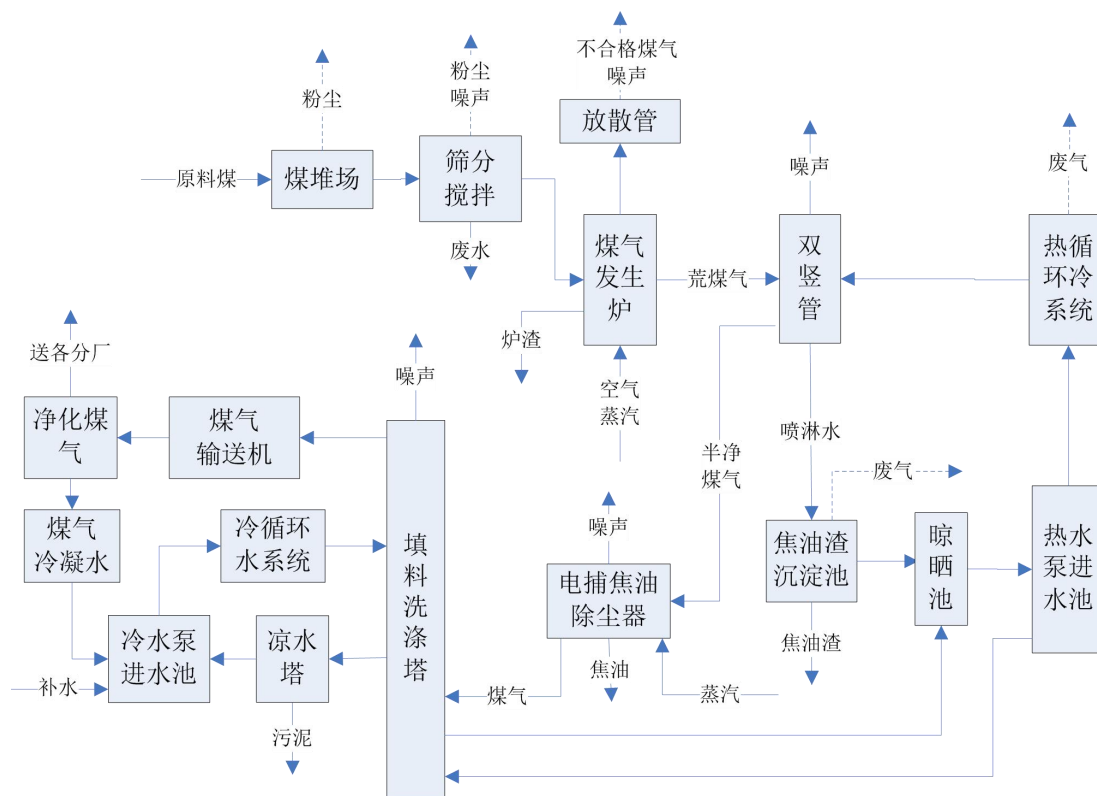 不合格煤气
噪声
粉尘
噪声
粉尘
放散管
噪声
废气
原料煤
煤堆场
筛分
搅拌
废水
煤气
发生
炉
荒煤气
双
竖
管
热循
环冷
系统
炉渣
送各分厂
噪声
空气
蒸汽
净化煤
气
煤气
输送机
半净
煤气
喷淋水
废气
煤气
冷凝水
冷循环
水系统
填
料
洗
涤
塔
噪声
电捕焦油
除尘器
焦油渣
沉淀池
晾
晒
池
热水
泵进
水池
冷水泵
进水池
凉水
塔
补水
煤气
焦油
蒸汽
焦油渣
污泥